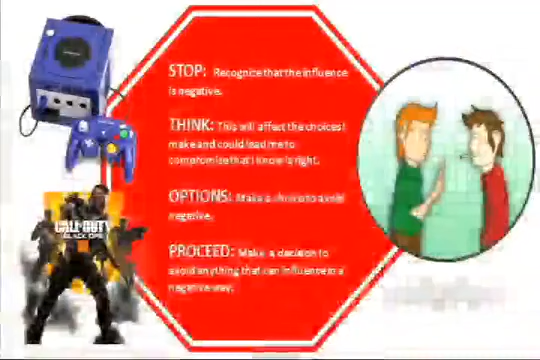 STOP: Recognize that the influence
is negative.
THINK: This will affect the choices I
make and could lead me to
compromise that I know is right.
OPTIONS: Make a choice to avoid
negative.
PROCEED: Make a decision to
avoid anything that can influence in a
negative way.
CALL OF DUTY
BLACK OPS